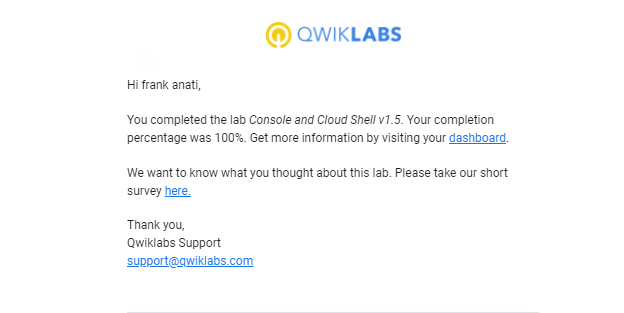 QWIKLABS
Hi frank anati,
You completed the lab Console and Cloud Shell v1.5. Your completion
percentage was 100%. Get more information by visiting your dashboard.
We want to know what you thought about this lab. Please take our short
survey here.
Thank you,
Qwiklabs Support
support@qwiklabs.com